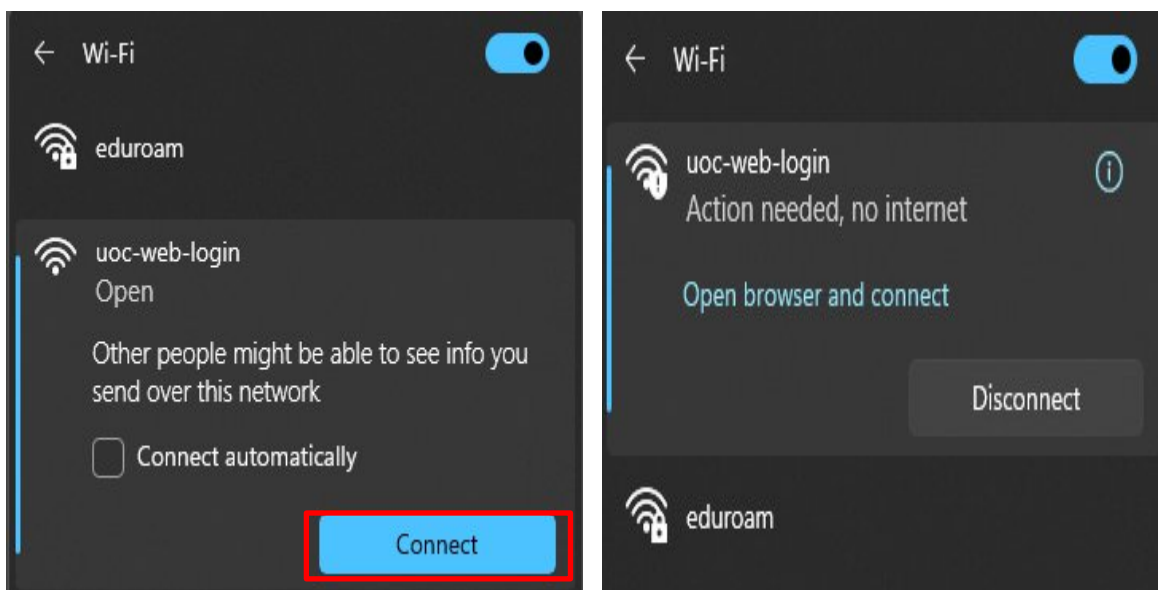 Wi-Fi
eduroam
uoc-web-login
Open
Other people might be able to see info you
send over this network
Connect automatically
Connect
Wi-Fi
uoc-web-login
Action needed, no internet
Open browser and connect
Disconnect
eduroam